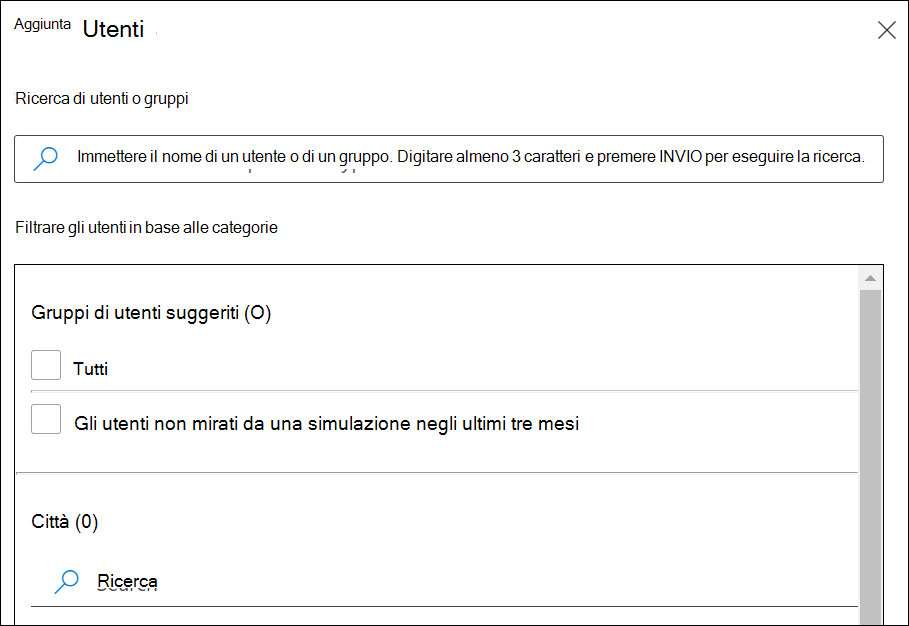 Aggiunta Utenti
Ricerca di utenti o gruppi
Immettere il nome di un utente o di un gruppo. Digitare almeno 3 caratteri e premere INVIO per eseguire la ricerca.
Filtrare gli utenti in base alle categorie
Gruppi di utenti suggeriti (O)
Tutti
Gli utenti non mirati da una simulazione negli ultimi tre mesi
Città (0)
Ricerca